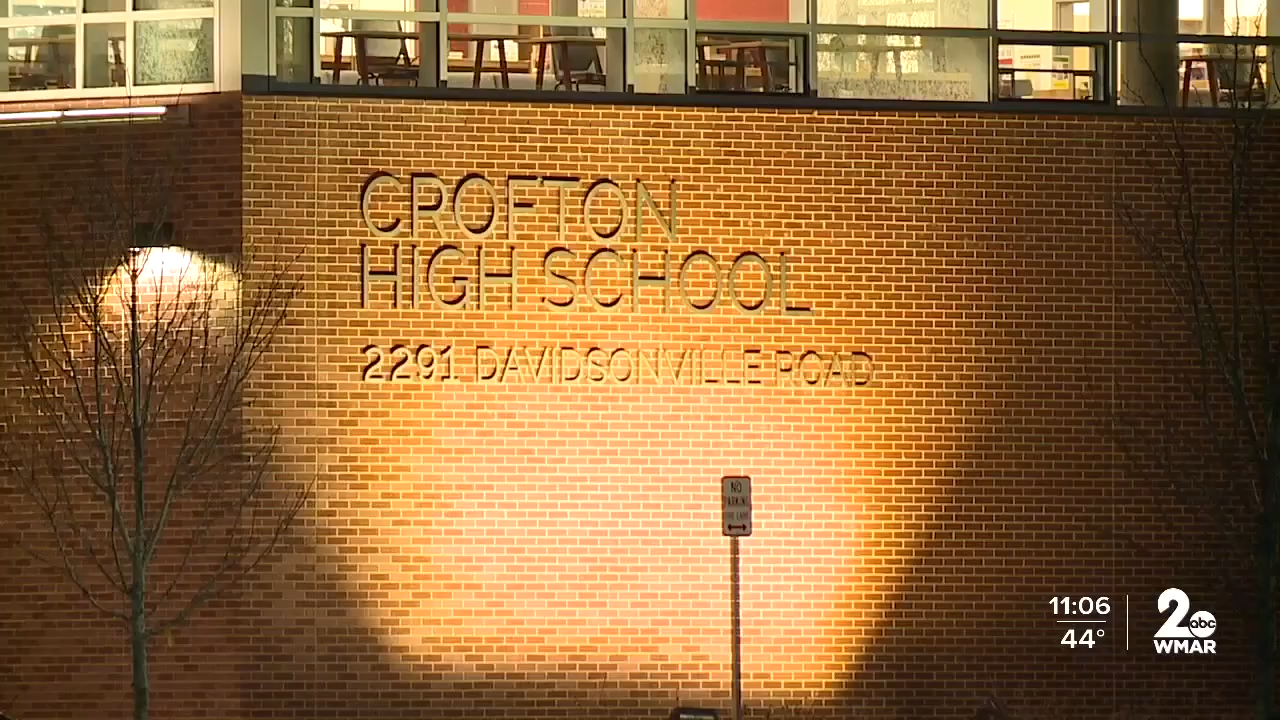 CROFTON
HIGH SCHOOL
2291 DAVIDSONVILLE ROAD
NO
PARKING
FIRE LANE
11:06
44°
2 abc
WMAR